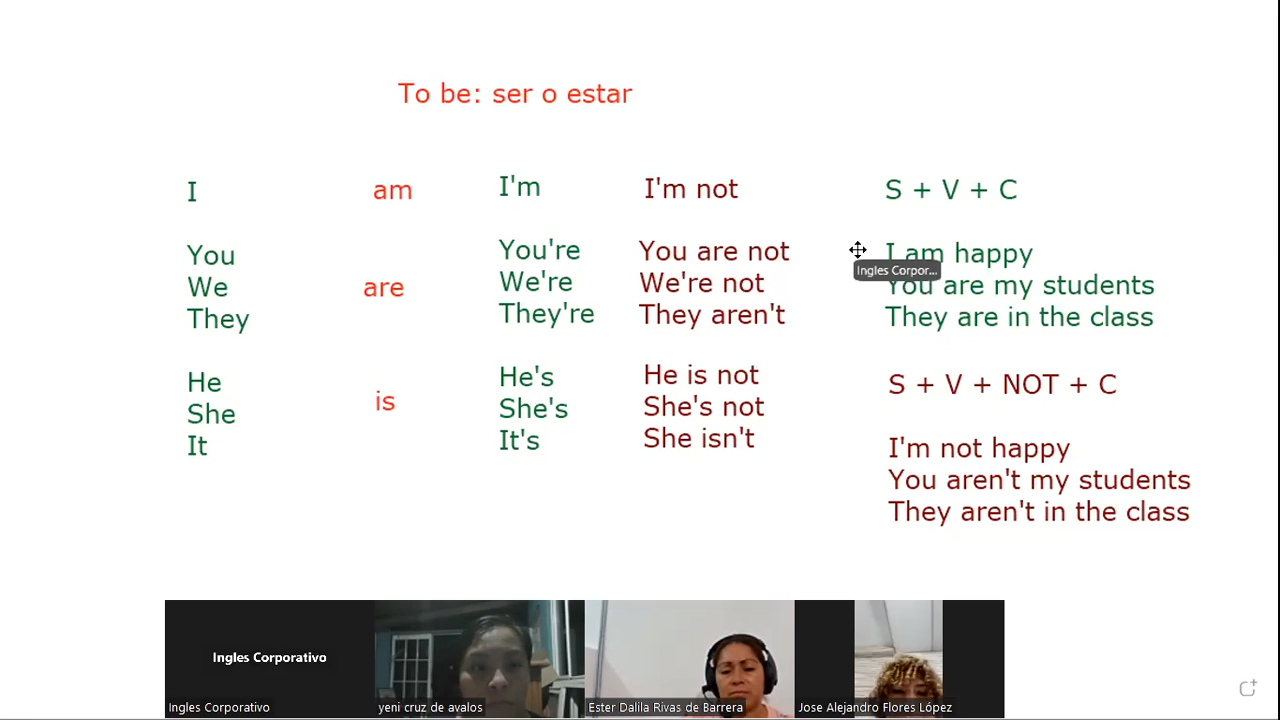 To be: ser o estar
I
am
I'm
I'm not
S + V + C
You
We
They
are
You're
We're
They're
You are not
We're not
They aren't
I am happy
Ingles Corpor...
You are my students
They are in the class
He
She
It
is
He's
She's
It's
He is not
She's not
She isn't
S + V + NOT + C
I'm not happy
You aren't my students
They aren't in the class
Ingles Corporativo
Ingles Corporativo
yeni cruz de avalos
Ester Dalila Rivas de Barrera
Jose Alejandro Flores López